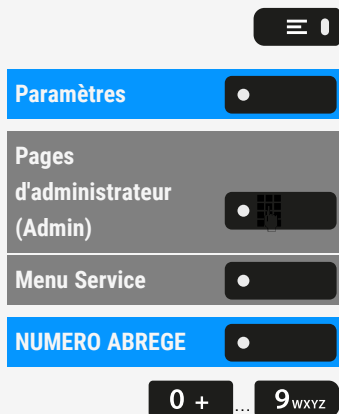 Paramètres
Pages
d'administrateur
(Admin)
Menu Service
NUMERO ABREGE
0 + ... 9 WXYZ